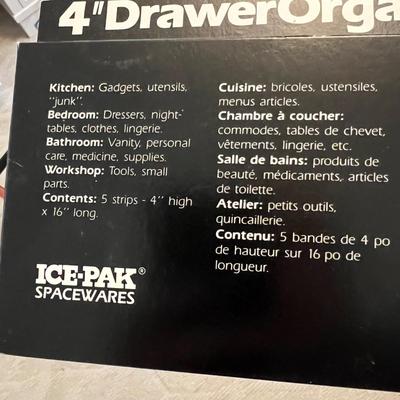 4" DrawerOrga
Kitchen: Gadgets, utensils,
"junk".
Bedroom: Dressers, night-
tables, clothes, lingerie.
Bathroom: Vanity, personal
care, medicine, supplies.
Workshop: Tools, small
parts.
Contents: 5 strips - 4'' high
x 16'' long.
ICE-PAK®
SPACEWARES
Cuisine: bricoles, ustensiles,
menus articles.
Chambre à coucher:
commodes, tables de chevet,
vêtements, lingerie, etc.
Salle de bains: produits de
beauté, médicaments, articles
de toilette.
Atelier: petits outils,
quincaillerie.
Contenu: 5 bandes de 4 po
de hauteur sur 16 po de
longueur.